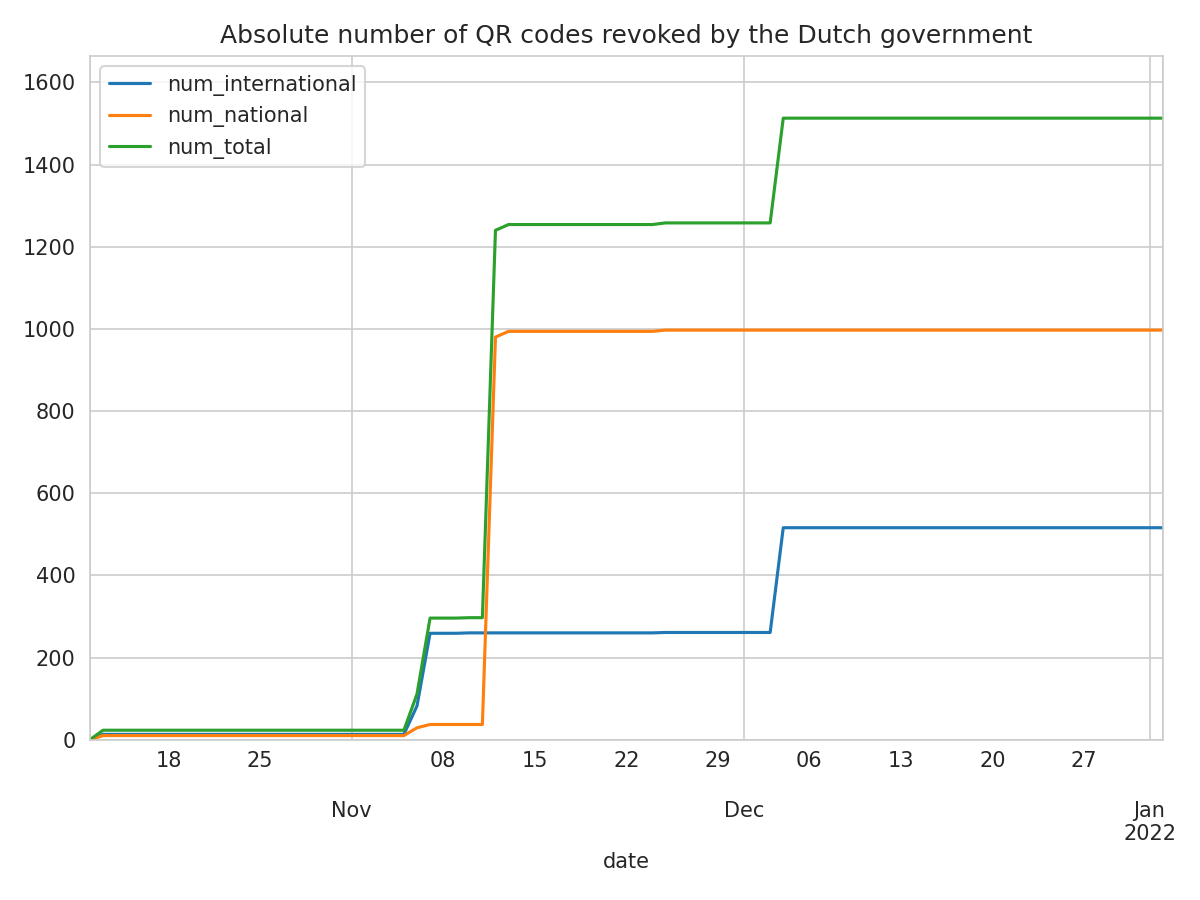 Absolute number of QR codes revoked by the Dutch government
num_international
num_national
num_total
1600
1400
1200
1000
800
600
400
200
0
18 25 08 15 22 29 06 13 20 27
Nov Dec Jan
2022
date